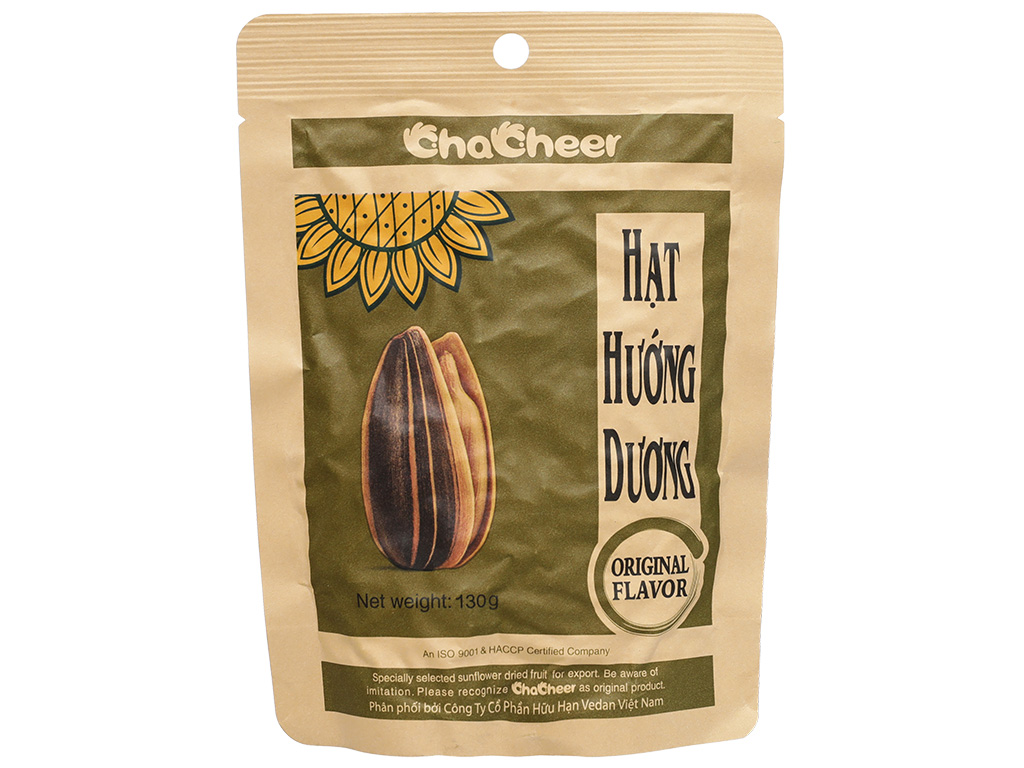 ChaCheer
HẠT
HƯỚNG
DƯƠNG
ORIGINAL
FLAVOR
Net weight: 130g
An ISO 9001 & HACCP Certified Company
Specially selected sunflower dried fruit for export. Be aware of
imitation. Please recognize ChaCheer as original product.
Phân phối bởi Công Ty Cổ Phần Hữu Hạn Vedan Việt Nam